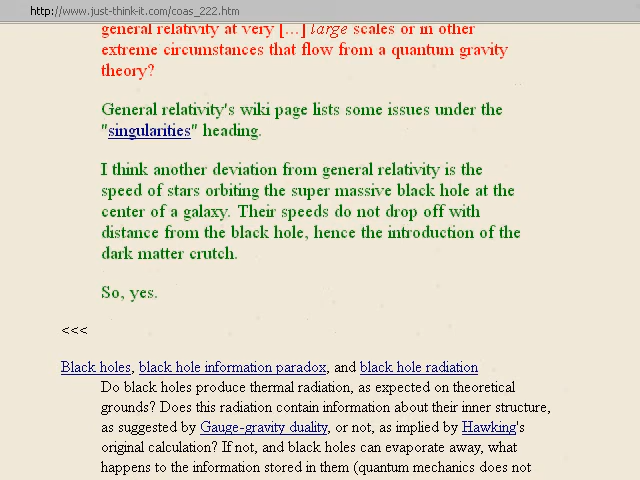 http://www.just-think-it.com/coas_222.htm
general relativity at very [...] large scales or in other
extreme circumstances that flow from a quantum gravity
theory?
General relativity's wiki page lists some issues under the
"singularities" heading.
I think another deviation from general relativity is the
speed of stars orbiting the super massive black hole at the
center of a galaxy. Their speeds do not drop off with
distance from the black hole, hence the introduction of the
dark matter crutch.
So, yes.
<<<
Black holes, black hole information paradox, and black hole radiation
Do black holes produce thermal radiation, as expected on theoretical
grounds? Does this radiation contain information about their inner structure,
as suggested by Gauge-gravity duality, or not, as implied by Hawking's
original calculation? If not, and black holes can evaporate away, what
happens to the information stored in them (quantum mechanics does not